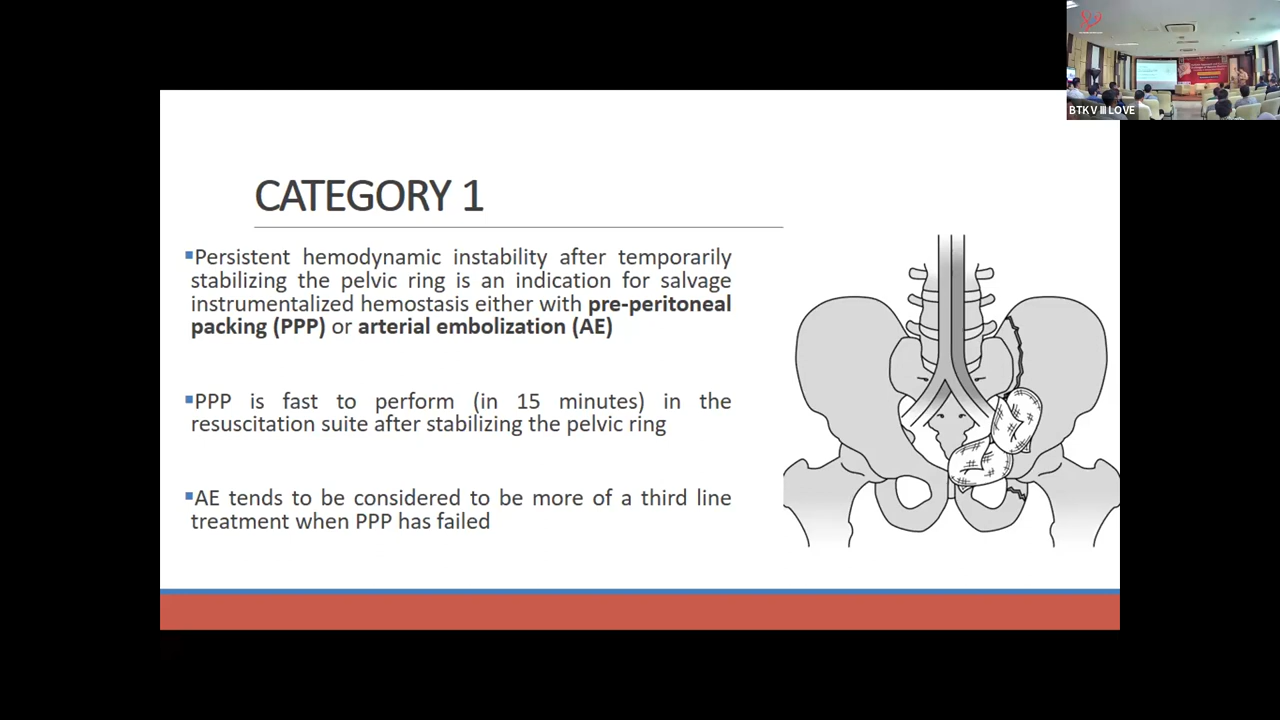 BTKV III LOVE
CATEGORY 1
▪Persistent hemodynamic instability after temporarily
stabilizing the pelvic ring is an indication for salvage
instrumentalized hemostasis either with pre-peritoneal
packing (PPP) or arterial embolization (AE)
▪PPP is fast to perform (in 15 minutes) in the
resuscitation suite after stabilizing the pelvic ring
▪AE tends to be considered to be more of a third line
treatment when PPP has failed